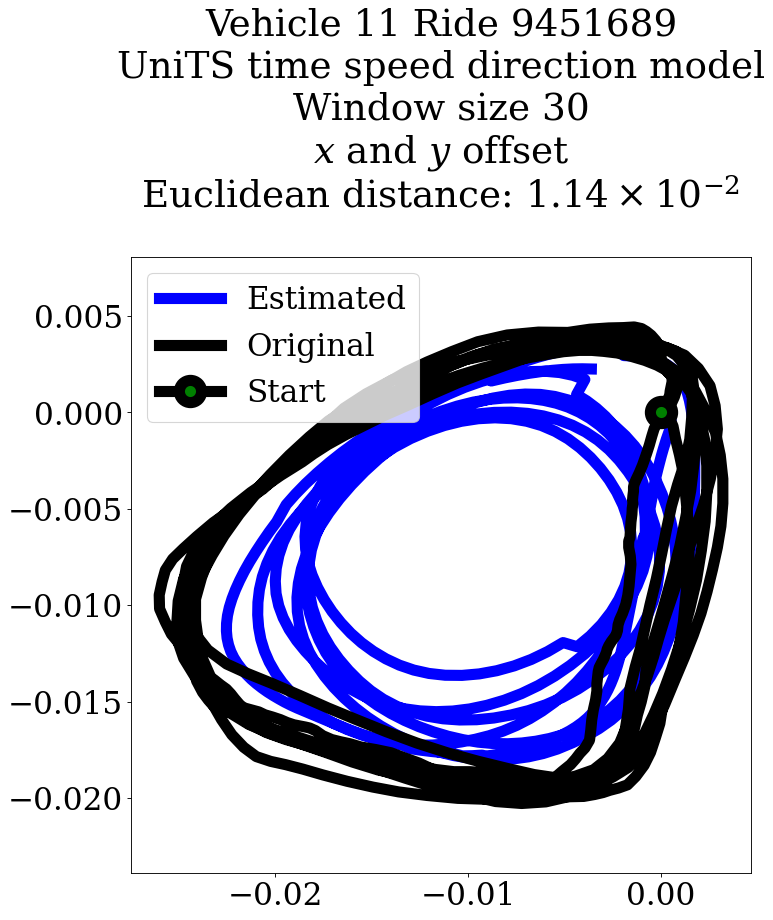 Vehicle 11 Ride 9451689
UniTS time speed direction model
Window size 30
x and y offset
Euclidean distance: 1.14 × 10⁻²
Estimated
Original
Start
0.005
0.000
−0.005
−0.010
−0.015
−0.020
−0.02
−0.01
0.00